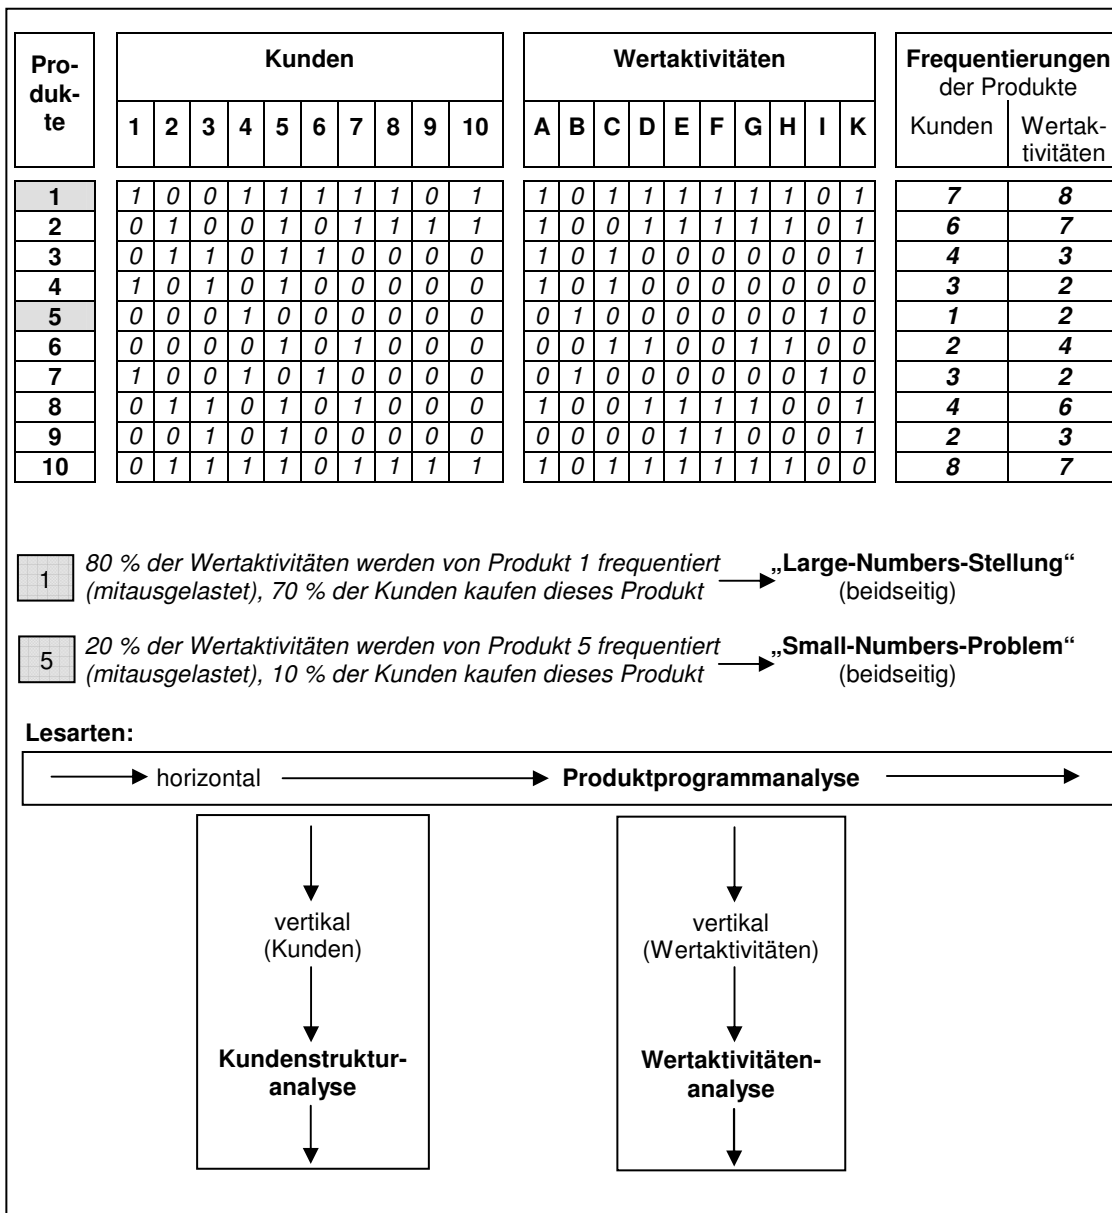 Pro-
duk-
te
Kunden
Wertaktivitäten
Frequentierungen
der Produkte
1 2 3 4 5 6 7 8 9 10
A B C D E F G H I K
Kunden
Wertak-
tivitäten
1 1 0 0 1 1 1 1 1 0 1 1 0 1 1 1 1 1 1 0 1 7 8
2 0 1 0 0 1 0 1 1 1 1 1 0 0 1 1 1 1 1 0 1 6 7
3 0 1 1 0 1 1 0 0 0 0 1 0 1 0 0 0 0 0 0 1 4 3
4 1 0 1 0 1 0 0 0 0 0 1 0 1 0 0 0 0 0 0 0 3 2
5 0 0 0 1 0 0 0 0 0 0 0 1 0 0 0 0 0 0 1 0 1 2
6 0 0 0 0 1 0 1 0 0 0 0 0 1 1 0 0 1 1 0 0 2 4
7 1 0 0 1 0 1 0 0 0 0 0 1 0 0 0 0 0 0 1 0 3 2
8 0 1 1 0 1 0 1 0 0 0 1 0 0 1 1 1 1 0 0 1 4 6
9 0 0 1 0 1 0 0 0 0 0 0 0 0 0 1 1 0 0 0 1 2 3
10 0 1 1 1 1 0 1 1 1 1 1 0 1 1 1 1 1 1 0 0 8 7
1 80 % der Wertaktivitäten werden von Produkt 1 frequentiert „Large-Numbers-Stellung“
(mitausgelastet), 70 % der Kunden kaufen dieses Produkt (beidseitig)
5 20 % der Wertaktivitäten werden von Produkt 5 frequentiert „Small-Numbers-Problem“
(mitausgelastet), 10 % der Kunden kaufen dieses Produkt (beidseitig)
Lesarten:
horizontal Produktprogrammanalyse
vertikal
(Kunden)
Kundenstruktur-
analyse
vertikal
(Wertaktivitäten)
Wertaktivitäten-
analyse